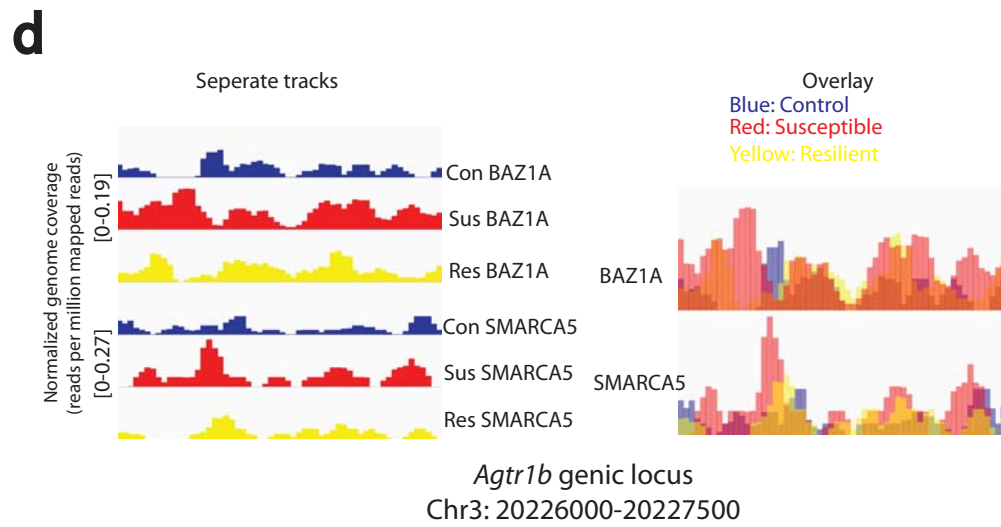 d
Seperate tracks
Overlay
Blue: Control
Red: Susceptible
Yellow: Resilient
Normalized genome coverage
(reads per million mapped reads)
[0-0.19]
[0-0.27]
Con BAZ1A
Sus BAZ1A
Res BAZ1A
Con SMARCA5
Sus SMARCA5
Res SMARCA5
BAZ1A
SMARCA5
Agtr1b genic locus
Chr3: 20226000-20227500